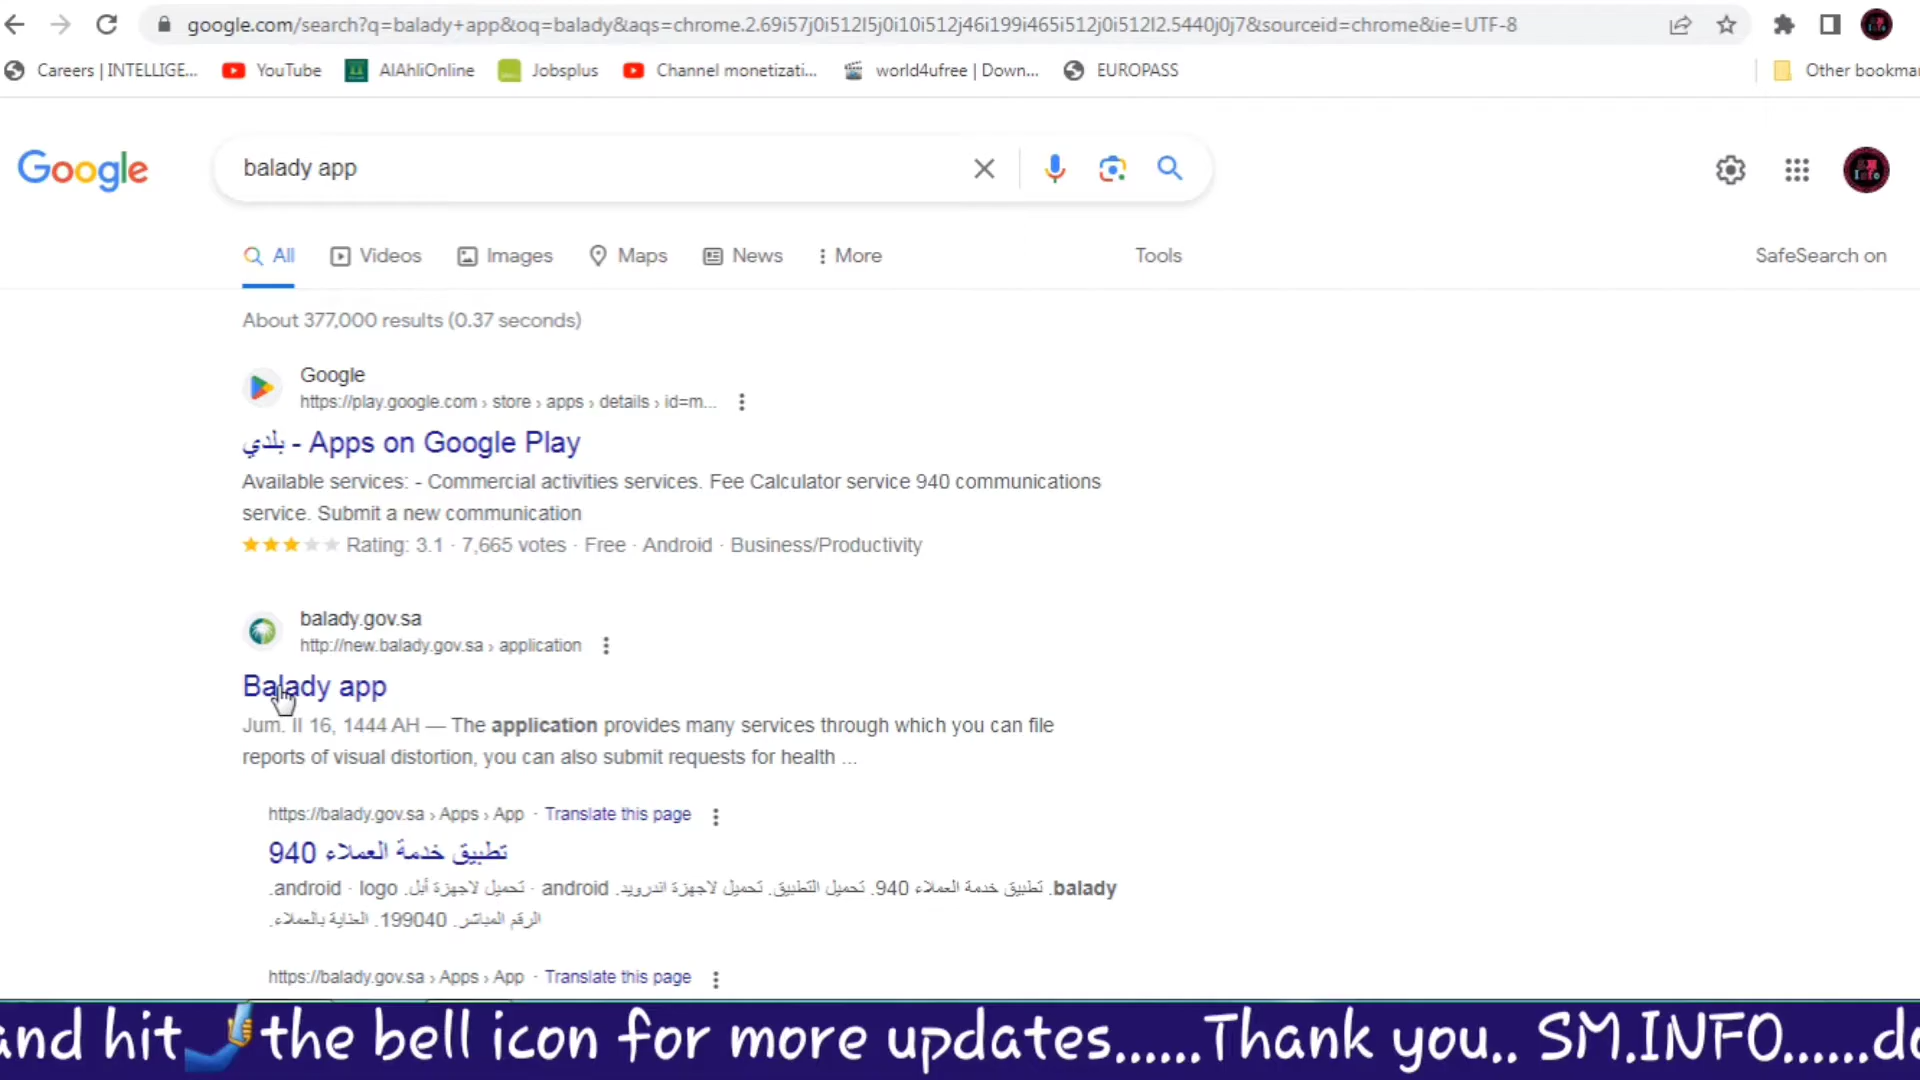 google.com/search?q=balady+app&oq=balady&aqs=chrome.2.69i57j0i512l5j0i10i512j46i199i465i512j0i512l2.5440j0j7&sourceid=chrome&ie=UTF-8
Careers | INTELLIGE... YouTube AlAhliOnline Jobsplus Channel monetizati... world4ufree | Down... EUROPASS Other bookmar
Google balady app
All Videos Images Maps News More Tools SafeSearch on
About 377,000 results (0.37 seconds)
Google
https://play.google.com › store › apps › details › id=m...
بلدي - Apps on Google Play
Available services: - Commercial activities services. Fee Calculator service 940 communications
service. Submit a new communication
Rating: 3.1 · 7,665 votes · Free · Android · Business/Productivity
balady.gov.sa
http://new.balady.gov.sa › application
Balady app
Jum. II 16, 1444 AH — The application provides many services through which you can file
reports of visual distortion, you can also submit requests for health ...
https://balady.gov.sa › Apps › App · Translate this page
تطبيق خدمة العملاء 940
balady. تطبيق خدمة العملاء 940. تحميل التطبيق. تحميل لاجهزة اندرويد. android · تحميل لاجهزة أبل. android · logo.
الرقم المباشر. 199040. العناية بالعملاء.
https://balady.gov.sa › Apps › App · Translate this page
and hit the bell icon for more updates......Thank you.. SM.INFO......do